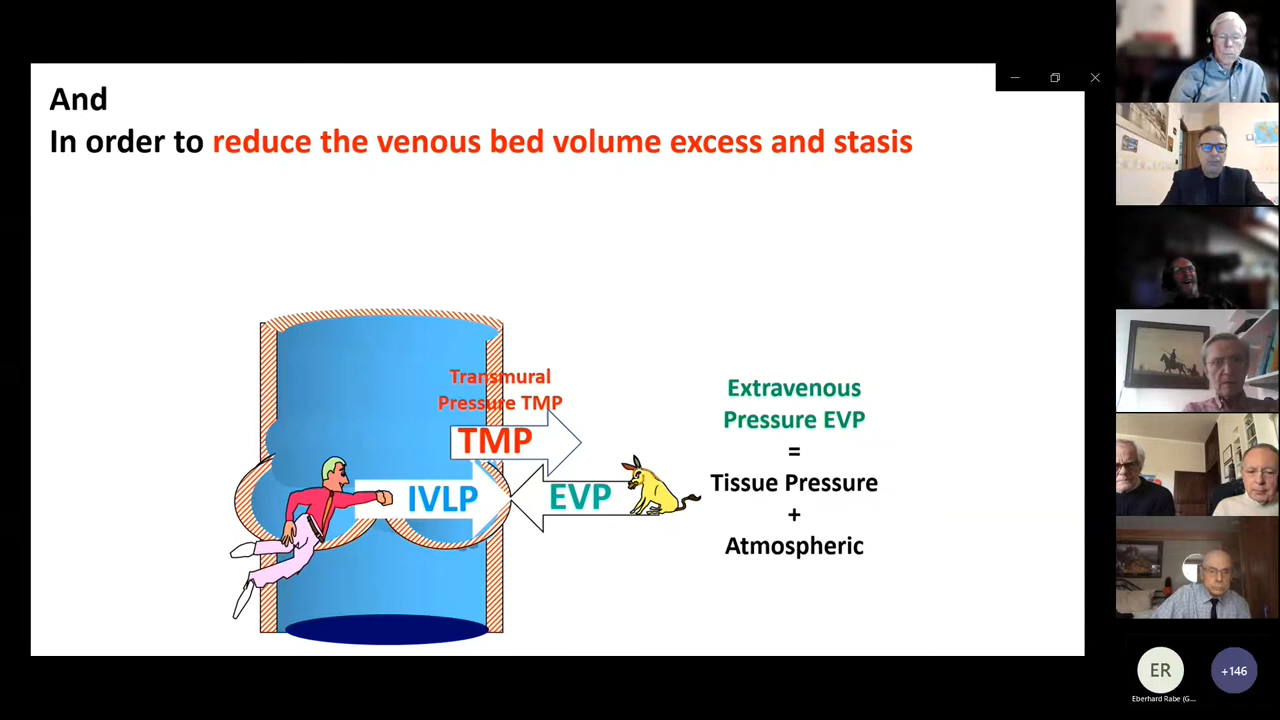 And
In order to reduce the venous bed volume excess and stasis
Transmural
Pressure TMP
TMP
IVLP
EVP
Extravenous
Pressure EVP
=
Tissue Pressure
+
Atmospheric
ER
Eberhard Rabe (G...
+146